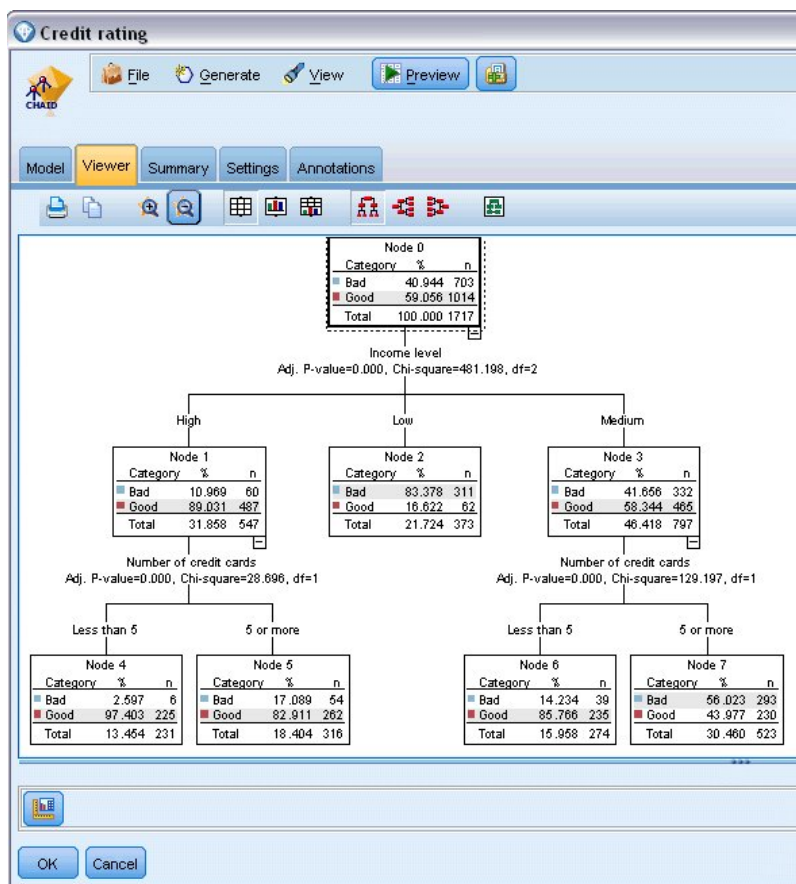 Credit rating
CHAID
File Generate View Preview
Model Viewer Summary Settings Annotations
Node 0
Category % n
Bad 40.944 703
Good 59.056 1014
Total 100.000 1717
Income level
Adj. P-value=0.000, Chi-square=481.198, df=2
High Low Medium
Node 1
Category % n
Bad 10.969 60
Good 89.031 487
Total 31.858 547
Node 2
Category % n
Bad 83.378 311
Good 16.622 62
Total 21.724 373
Node 3
Category % n
Bad 41.656 332
Good 58.344 465
Total 46.418 797
Number of credit cards
Adj. P-value=0.000, Chi-square=28.696, df=1
Number of credit cards
Adj. P-value=0.000, Chi-square=129.197, df=1
Less than 5 5 or more Less than 5 5 or more
Node 4
Category % n
Bad 2.597 6
Good 97.403 225
Total 13.454 231
Node 5
Category % n
Bad 17.089 54
Good 82.911 262
Total 18.404 316
Node 6
Category % n
Bad 14.234 39
Good 85.766 235
Total 15.958 274
Node 7
Category % n
Bad 56.023 293
Good 43.977 230
Total 30.460 523
OK Cancel